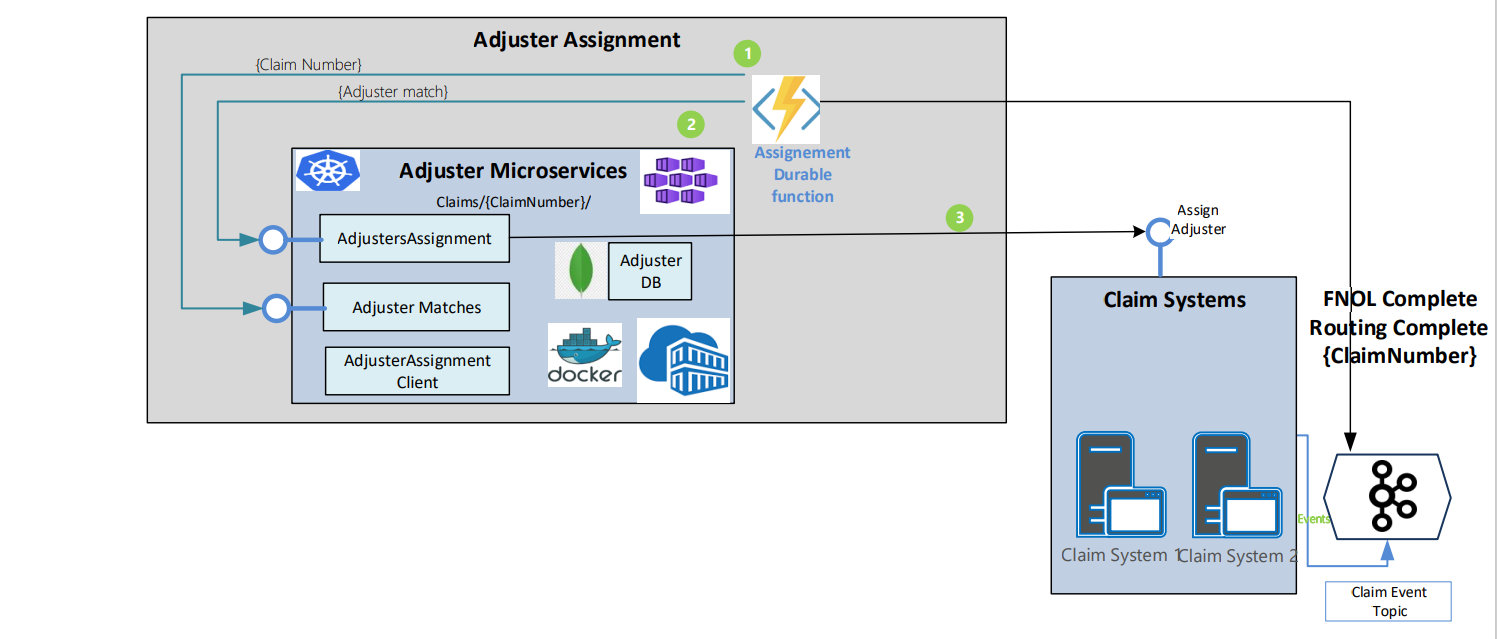 Adjuster Assignment
1
{Claim Number}
{Adjuster match}
2
Assignement
Durable
function
Adjuster Microservices
Claims/{ClaimNumber}/
AdjustersAssignment
3
Assign
Adjuster
Adjuster
DB
Adjuster Matches
AdjusterAssignment
Client
docker
Claim Systems
FNOL Complete
Routing Complete
{ClaimNumber}
Events
Claim System 1
Claim System 2
Claim Event
Topic